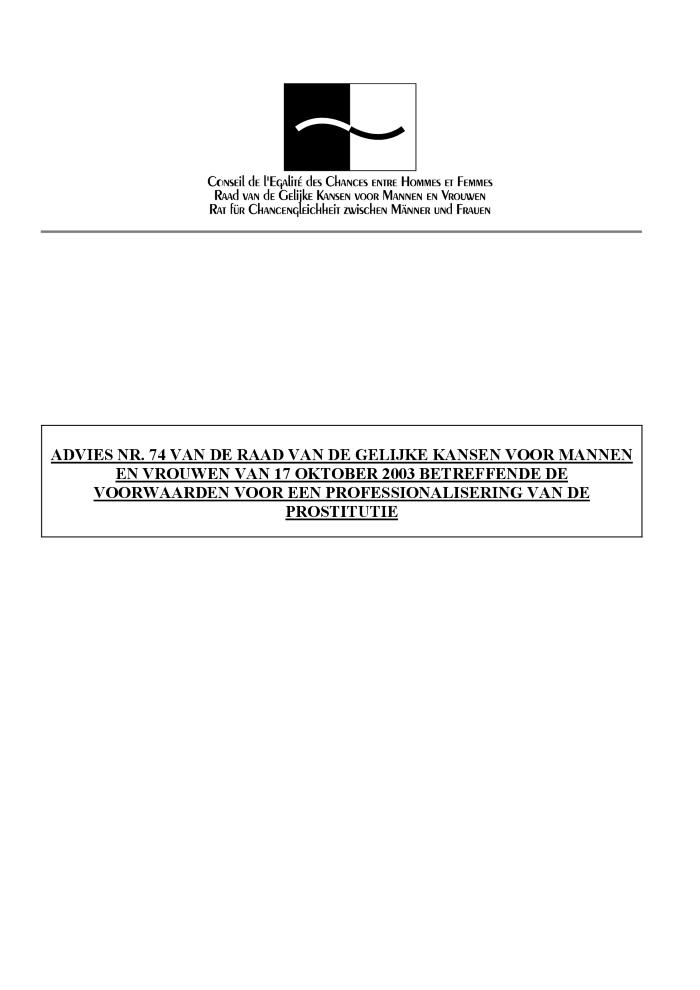 Conseil de l'Egalité des Chances entre Hommes et Femmes
Raad van de Gelijke Kansen voor Mannen en Vrouwen
Rat für Chancengleichheit zwischen Männer und Frauen
ADVIES NR. 74 VAN DE RAAD VAN DE GELIJKE KANSEN VOOR MANNEN
EN VROUWEN VAN 17 OKTOBER 2003 BETREFFENDE DE
VOORWAARDEN VOOR EEN PROFESSIONALISERING VAN DE
PROSTITUTIE